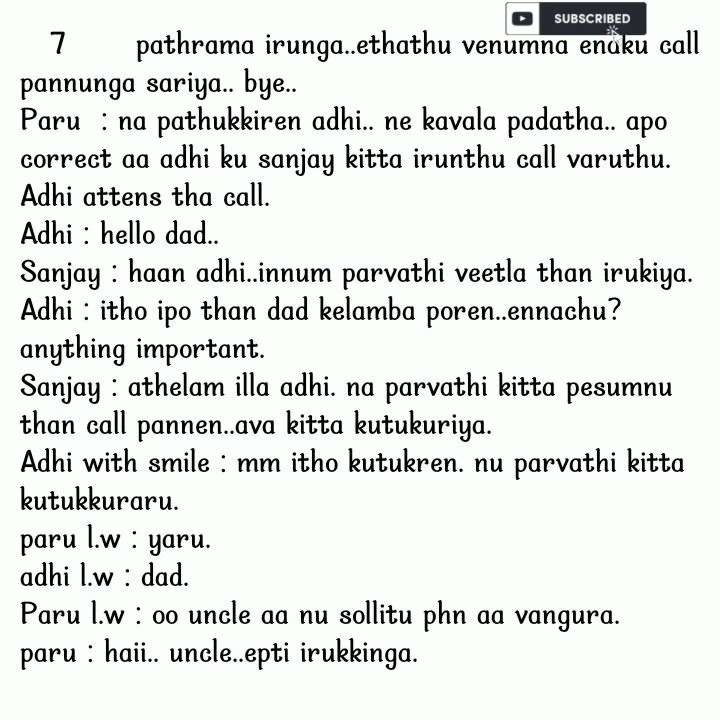 SUBSCRIBED
7 pathrama irunga..ethathu venumna enaku call
pannunga sariya.. bye..
Paru : na pathukkiren adhi.. ne kavala padatha.. apo
correct aa adhi ku sanjay kitta irunthu call varuthu.
Adhi attens tha call.
Adhi : hello dad..
Sanjay : haan adhi..innum parvathi veetla than irukiya.
Adhi : itho ipo than dad kelamba poren..ennachu?
anything important.
Sanjay : athelam illa adhi. na parvathi kitta pesumnu
than call pannen..ava kitta kutukuriya.
Adhi with smile : mm itho kutukren. nu parvathi kitta
kutukkuraru.
paru l.w : yaru.
adhi l.w : dad.
Paru l.w : oo uncle aa nu sollitu phn aa vangura.
paru : haii.. uncle..epti irukkinga.